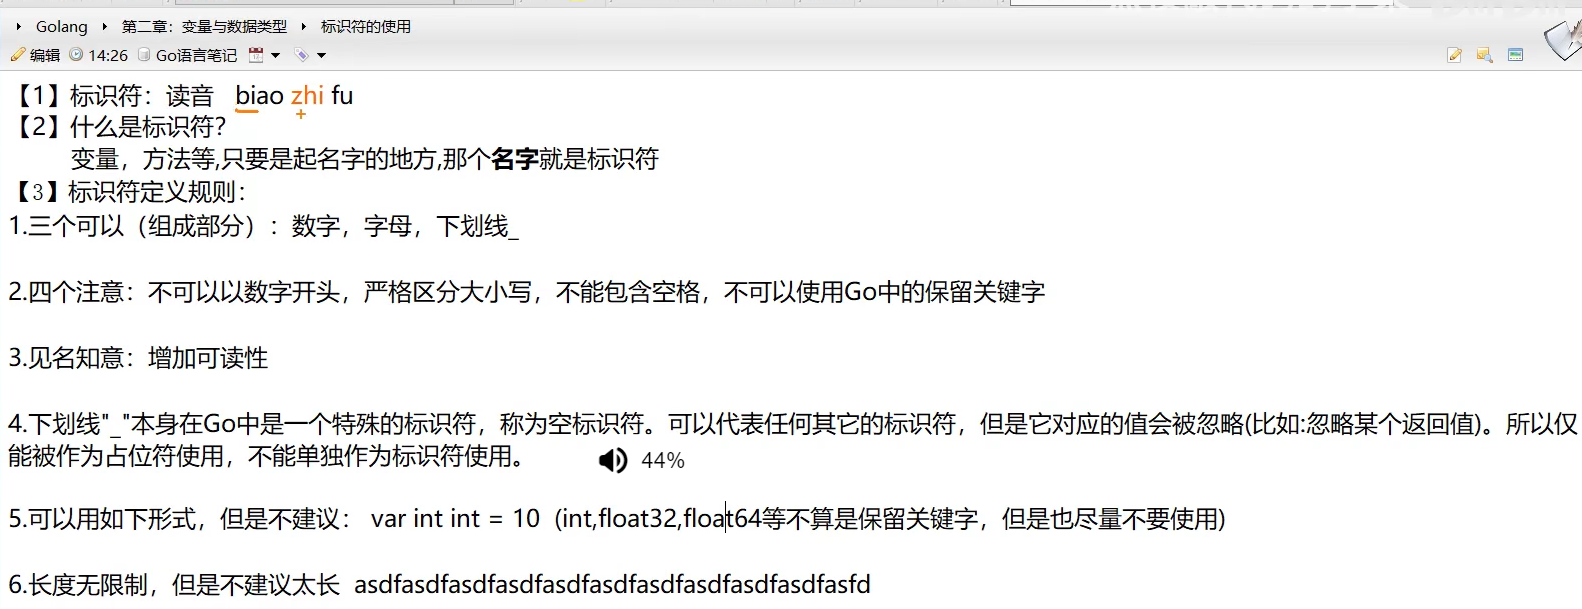 Golang 第二章：变量与数据类型 标识符的使用
编辑 14:26 Go语言笔记
【1】标识符：读音 biao zhi fu
【2】什么是标识符？
变量，方法等,只要是起名字的地方,那个名字就是标识符
【3】标识符定义规则：
1.三个可以（组成部分）：数字，字母，下划线_
2.四个注意：不可以以数字开头，严格区分大小写，不能包含空格，不可以使用Go中的保留关键字
3.见名知意：增加可读性
4.下划线"_"本身在Go中是一个特殊的标识符，称为空标识符。可以代表任何其它的标识符，但是它对应的值会被忽略(比如:忽略某个返回值)。所以仅
能被作为占位符使用，不能单独作为标识符使用。
44%
5.可以用如下形式，但是不建议： var int int = 10 (int,float32,float64等不算是保留关键字，但是也尽量不要使用)
6.长度无限制，但是不建议太长 asdfasdfasdfasdfasdfasdfasdfasdfasdfasdfasfd